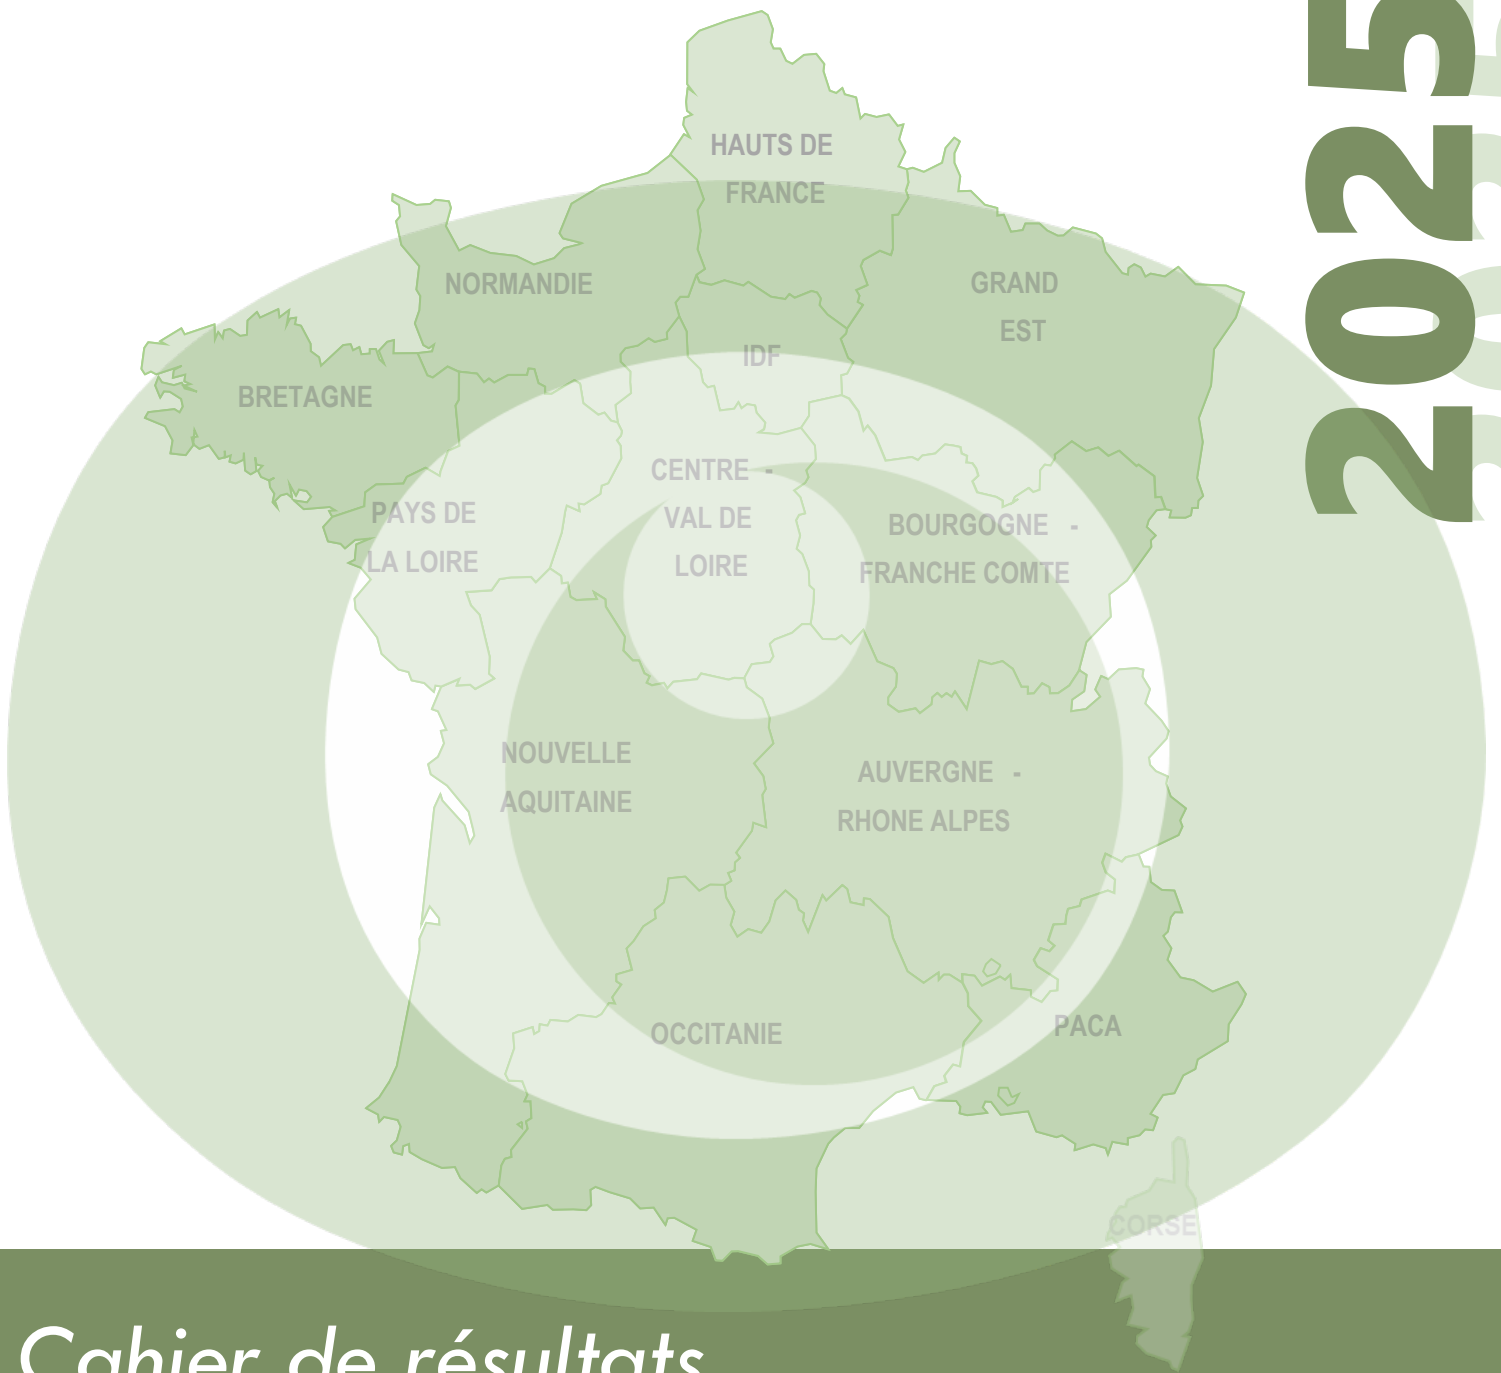 2025
HAUTS DE
FRANCE
NORMANDIE
GRAND
EST
IDF
BRETAGNE
CENTRE -
VAL DE
LOIRE
PAYS DE
LA LOIRE
BOURGOGNE -
FRANCHE COMTE
NOUVELLE
AQUITAINE
AUVERGNE -
RHONE ALPES
OCCITANIE
PACA
CORSE
Cahier de résultats